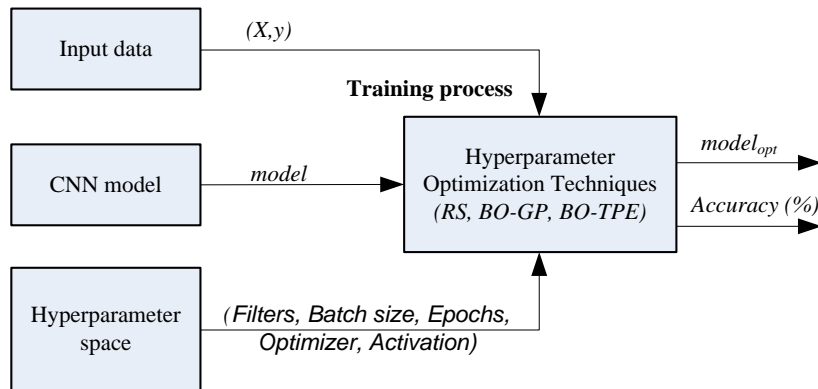 Input data
(X,y)
Training process
CNN model
model
Hyperparameter
Optimization Techniques
(RS, BO-GP, BO-TPE)
model_opt
Accuracy (%)
Hyperparameter
space
(Filters, Batch size, Epochs,
Optimizer, Activation)